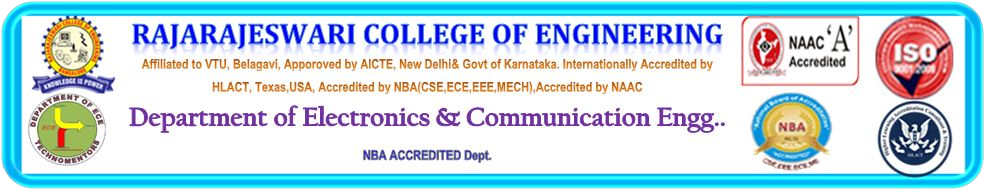 RAJARAJESWARI COLLEGE OF ENGINEERING
Affiliated to VTU, Belagavi, Apporoved by AICTE, New Delhi& Govt of Karnataka. Internationally Accredited by
HLACT, Texas,USA, Accredited by NBA(CSE,ECE,EEE,MECH),Accredited by NAAC
Department of Electronics & Communication Engg..
NBA ACCREDITED Dept.
KNOWLEDGE IS POWER
DEPARTMENT OF ECE
ECE
TECHNOMENTORS
NAAC 'A'
Accredited
ISO
9001:2008
National Board of Accreditation
NBA
ACCREDITED
CSE,EEE,ECE,ME
HLACT